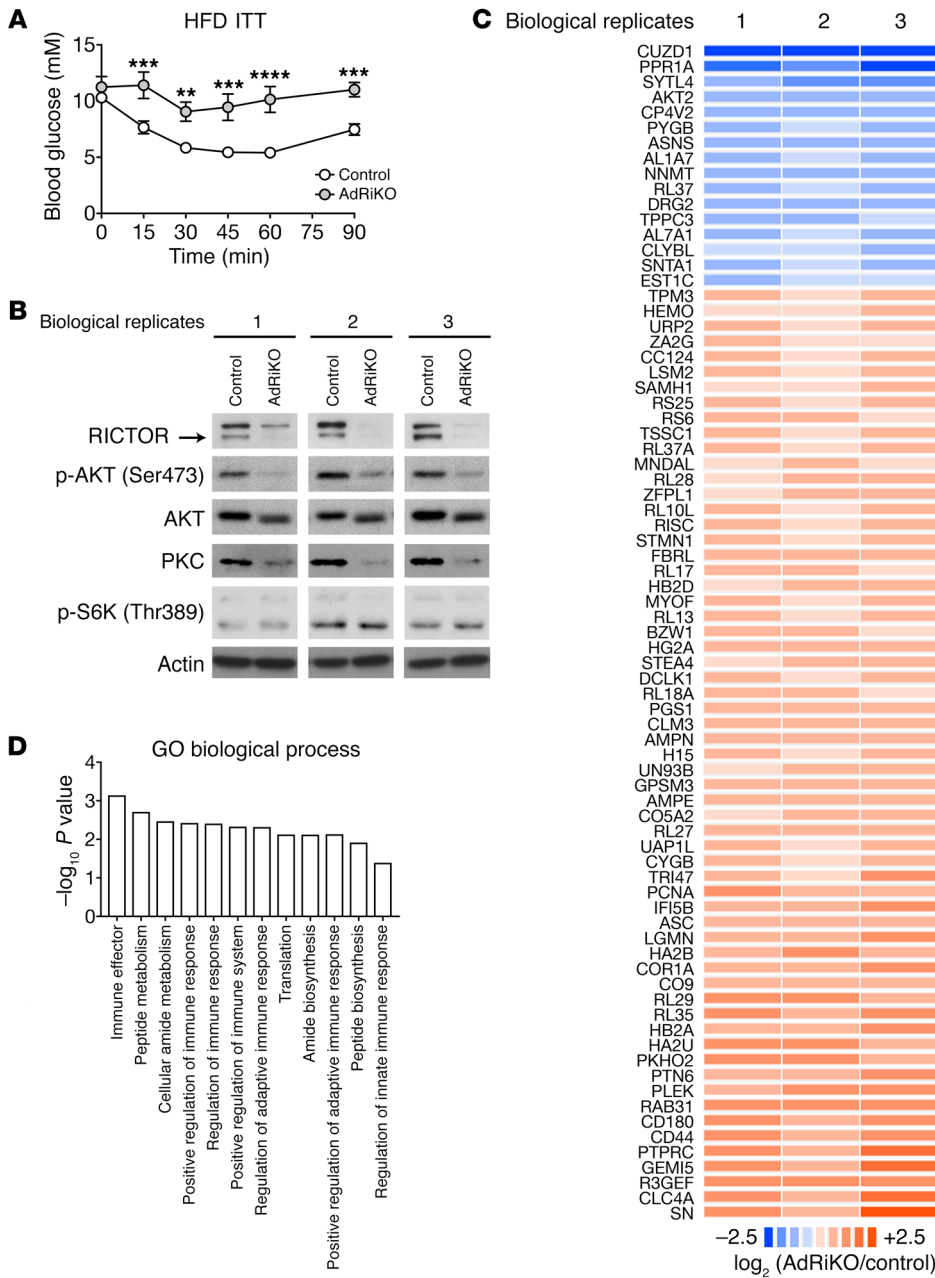 A
HFD ITT
Blood glucose (mM)
15
10
5
0
***
**
***
****
***
Control
AdRiKO
0 15 30 45 60 75 90
Time (min)
B
Biological replicates 1 2 3
Control AdRiKO Control AdRiKO Control AdRiKO
RICTOR
p-AKT (Ser473)
AKT
PKC
p-S6K (Thr389)
Actin
D
GO biological process
–log10 P value
4
3
2
1
0
Immune effector
Peptide metabolism
Cellular amide metabolism
Positive regulation of immune response
Regulation of immune response
Positive regulation of immune system
Regulation of adaptive immune response
Translation
Amide biosynthesis
Positive regulation of adaptive immune response
Peptide biosynthesis
Regulation of innate immune response
C
Biological replicates 1 2 3
CUZD1
PPR1A
SYTL4
AKT2
CP4V2
PYGB
ASNS
AL1A7
NNMT
RL37
DRG2
TPPC3
AL7A1
CLYBL
SNTA1
EST1C
TPM3
HEMO
URP2
ZA2G
CC124
LSM2
SAMH1
RS25
RS6
TSSC1
RL37A
MNDAL
RL28
ZFPL1
RL10L
RISC
STMN1
FBRL
RL17
HB2D
MYOF
RL13
BZW1
HG2A
STEA4
DCLK1
RL18A
PGS1
CLM3
AMPN
H15
UN93B
GPSM3
AMPE
CO5A2
RL27
UAP1L
CYGB
TRI47
PCNA
IFI5B
ASC
LGMN
HA2B
COR1A
CO9
RL29
RL35
HB2A
HA2U
PKHO2
PTN6
PLEK
RAB31
CD180
CD44
PTPRC
GEMI5
R3GEF
CLC4A
SN
–2.5 +2.5
log2 (AdRiKO/control)